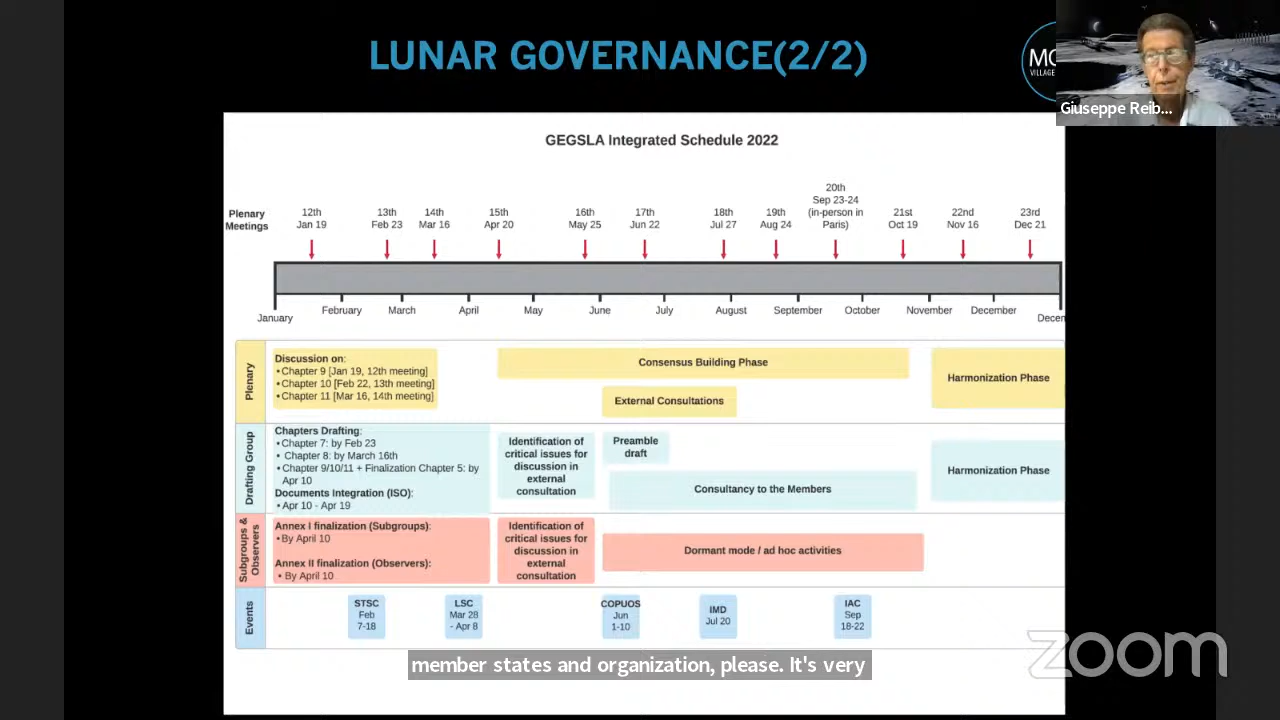 LUNAR GOVERNANCE(2/2)
MO
VILLAGE
Giuseppe Reib...
GEGSLA Integrated Schedule 2022
Plenary
Meetings
12th
Jan 19
13th
Feb 23
14th
Mar 16
15th
Apr 20
16th
May 25
17th
Jun 22
18th
Jul 27
19th
Aug 24
20th
Sep 23-24
(in-person in
Paris)
21st
Oct 19
22nd
Nov 16
23rd
Dec 21
January
February
March
April
May
June
July
August
September
October
November
December
Decem
Plenary
Discussion on:
• Chapter 9 [Jan 19, 12th meeting]
• Chapter 10 [Feb 22, 13th meeting]
• Chapter 11 [Mar 16, 14th meeting]
Consensus Building Phase
External Consultations
Harmonization Phase
Drafting Group
Chapters Drafting:
• Chapter 7: by Feb 23
• Chapter 8: by March 16th
• Chapter 9/10/11 + Finalization Chapter 5: by
Apr 10
Documents Integration (ISO):
• Apr 10 - Apr 19
Identification of
critical issues for
discussion in
external
consultation
Preamble
draft
Consultancy to the Members
Harmonization Phase
Subgroups &
Observers
Annex I finalization (Subgroups):
• By April 10
Annex II finalization (Observers):
• By April 10
Identification of
critical issues for
discussion in
external
consultation
Dormant mode / ad hoc activities
Events
STSC
Feb
7-18
LSC
Mar 28
- Apr 8
COPUOS
Jun
1-10
IMD
Jul 20
IAC
Sep
18-22
member states and organization, please. It's very
zoom